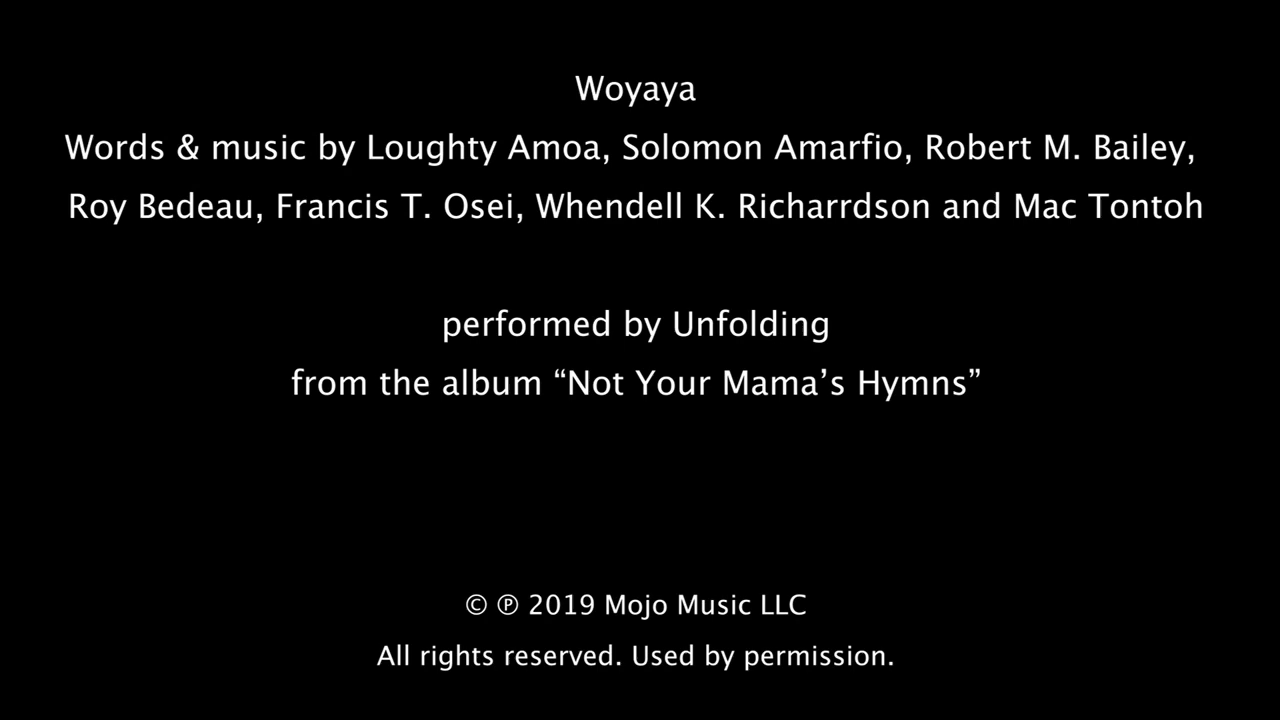 Woyaya
Words & music by Loughty Amoa, Solomon Amarfio, Robert M. Bailey,
Roy Bedeau, Francis T. Osei, Whendell K. Richarrdson and Mac Tontoh
performed by Unfolding
from the album “Not Your Mama’s Hymns”
© ℗ 2019 Mojo Music LLC
All rights reserved. Used by permission.